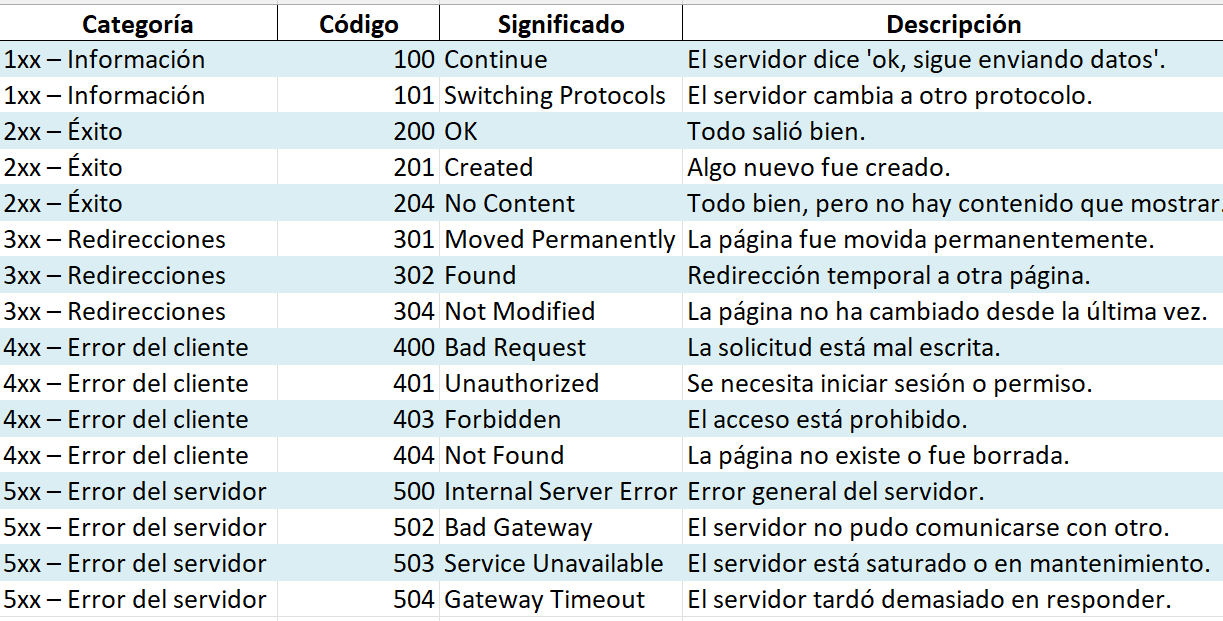 Categoría Código Significado Descripción
1xx – Información 100 Continue El servidor dice 'ok, sigue enviando datos'.
1xx – Información 101 Switching Protocols El servidor cambia a otro protocolo.
2xx – Éxito 200 OK Todo salió bien.
2xx – Éxito 201 Created Algo nuevo fue creado.
2xx – Éxito 204 No Content Todo bien, pero no hay contenido que mostrar.
3xx – Redirecciones 301 Moved Permanently La página fue movida permanentemente.
3xx – Redirecciones 302 Found Redirección temporal a otra página.
3xx – Redirecciones 304 Not Modified La página no ha cambiado desde la última vez.
4xx – Error del cliente 400 Bad Request La solicitud está mal escrita.
4xx – Error del cliente 401 Unauthorized Se necesita iniciar sesión o permiso.
4xx – Error del cliente 403 Forbidden El acceso está prohibido.
4xx – Error del cliente 404 Not Found La página no existe o fue borrada.
5xx – Error del servidor 500 Internal Server Error Error general del servidor.
5xx – Error del servidor 502 Bad Gateway El servidor no pudo comunicarse con otro.
5xx – Error del servidor 503 Service Unavailable El servidor está saturado o en mantenimiento.
5xx – Error del servidor 504 Gateway Timeout El servidor tardó demasiado en responder.